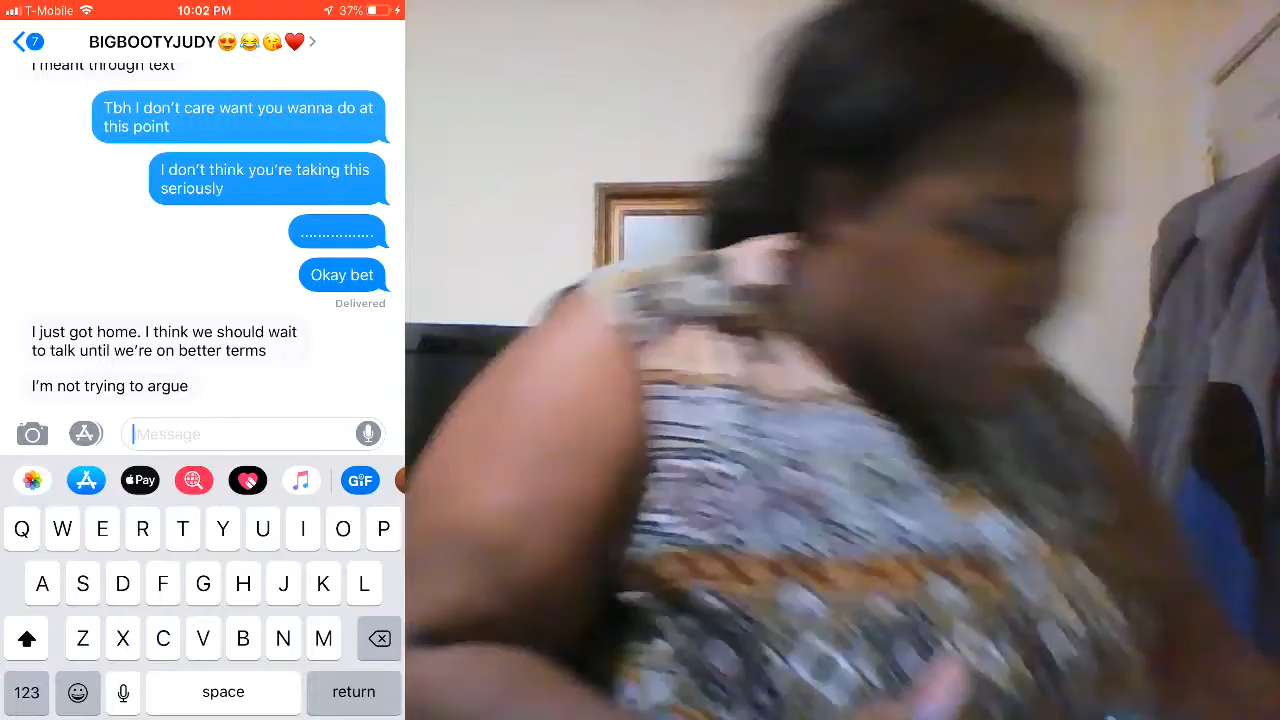 T-Mobile 10:02 PM 37%
7 BIGBOOTYJUDY😍😂😘❤️
I meant through text
Tbh I don't care want you wanna do at
this point
I don't think you're taking this
seriously
.................
Okay bet
Delivered
I just got home. I think we should wait
to talk until we're on better terms
I'm not trying to argue
iMessage
Pay
GIF
Q W E R T Y U I O P
A S D F G H J K L
Z X C V B N M
123 space return